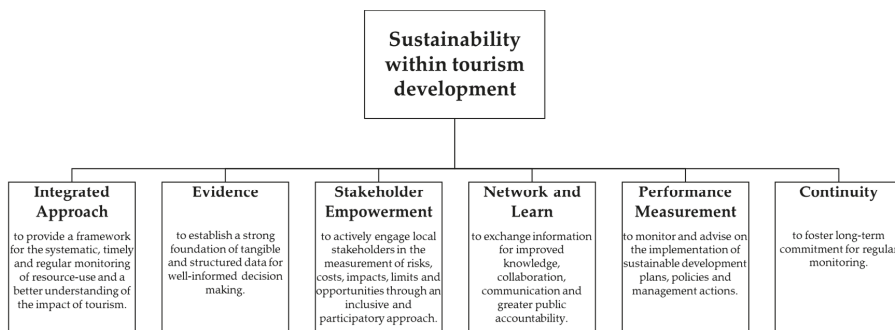 Sustainability
within tourism
development
Integrated
Approach
to provide a framework
for the systematic, timely
and regular monitoring
of resource-use and a
better understanding of
the impact of tourism.
Evidence
to establish a strong
foundation of tangible
and structured data for
well-informed decision
making.
Stakeholder
Empowerment
to actively engage local
stakeholders in the
measurement of risks,
costs, impacts, limits and
opportunities through an
inclusive and
participatory approach.
Network and
Learn
to exchange information
for improved
knowledge,
collaboration,
communication and
greater public
accountability.
Performance
Measurement
to monitor and advise on
the implementation of
sustainable development
plans, policies and
management actions.
Continuity
to foster long-term
commitment for regular
monitoring.